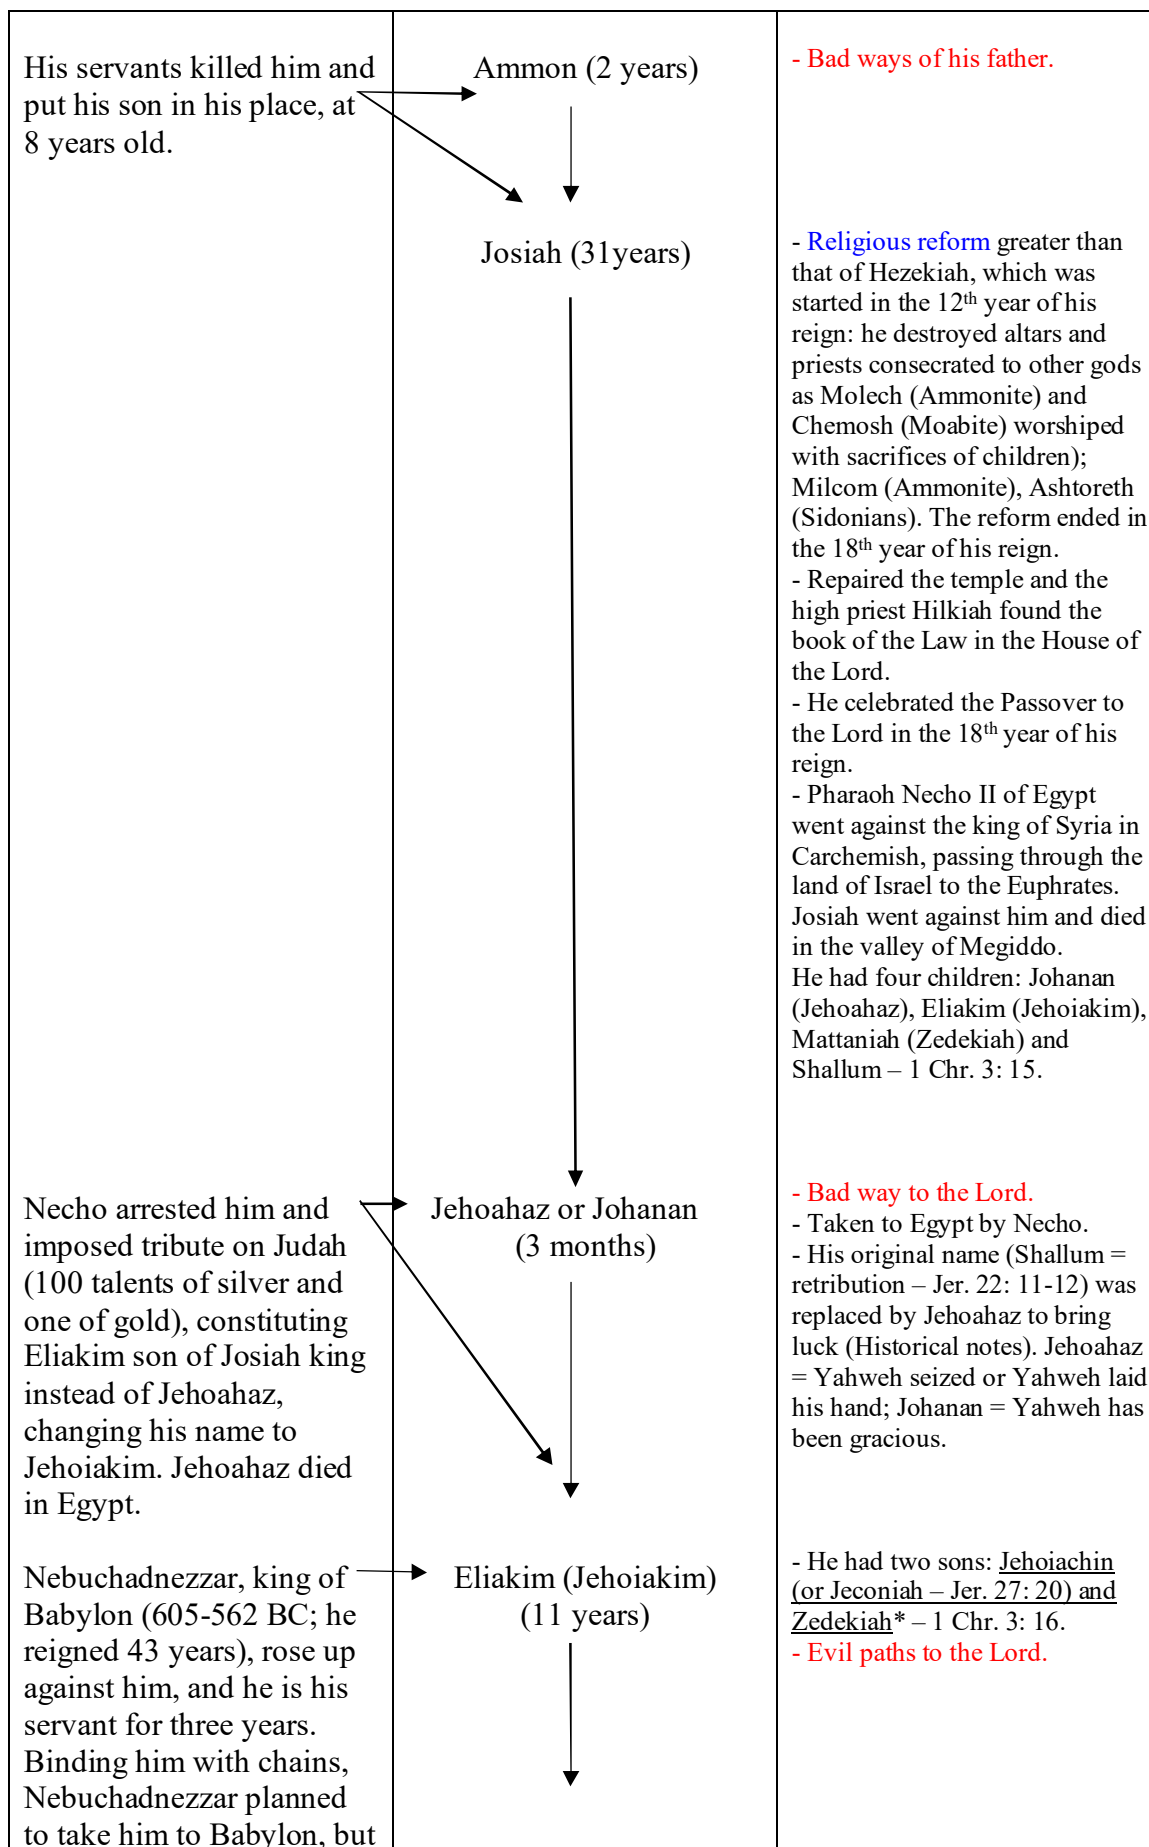 His servants killed him and
put his son in his place, at
8 years old.
Ammon (2 years)
- Bad ways of his father.
Josiah (31years)
- Religious reform greater than
that of Hezekiah, which was
started in the 12th year of his
reign: he destroyed altars and
priests consecrated to other gods
as Molech (Ammonite) and
Chemosh (Moabite) worshiped
with sacrifices of children);
Milcom (Ammonite), Ashtoreth
(Sidonians). The reform ended in
the 18th year of his reign.
- Repaired the temple and the
high priest Hilkiah found the
book of the Law in the House of
the Lord.
- He celebrated the Passover to
the Lord in the 18th year of his
reign.
- Pharaoh Necho II of Egypt
went against the king of Syria in
Carchemish, passing through the
land of Israel to the Euphrates.
Josiah went against him and died
in the valley of Megiddo.
He had four children: Johanan
(Jehoahaz), Eliakim (Jehoiakim),
Mattaniah (Zedekiah) and
Shallum – 1 Chr. 3: 15.
Necho arrested him and
imposed tribute on Judah
(100 talents of silver and
one of gold), constituting
Eliakim son of Josiah king
instead of Jehoahaz,
changing his name to
Jehoiakim. Jehoahaz died
in Egypt.
Jehoahaz or Johanan
(3 months)
- Bad way to the Lord.
- Taken to Egypt by Necho.
- His original name (Shallum =
retribution – Jer. 22: 11-12) was
replaced by Jehoahaz to bring
luck (Historical notes). Jehoahaz
= Yahweh seized or Yahweh laid
his hand; Johanan = Yahweh has
been gracious.
Nebuchadnezzar, king of
Babylon (605-562 BC; he
reigned 43 years), rose up
against him, and he is his
servant for three years.
Binding him with chains,
Nebuchadnezzar planned
to take him to Babylon, but
Eliakim (Jehoiakim)
(11 years)
- He had two sons: Jehoiachin
(or Jeconiah – Jer. 27: 20) and
Zedekiah* – 1 Chr. 3: 16.
- Evil paths to the Lord.